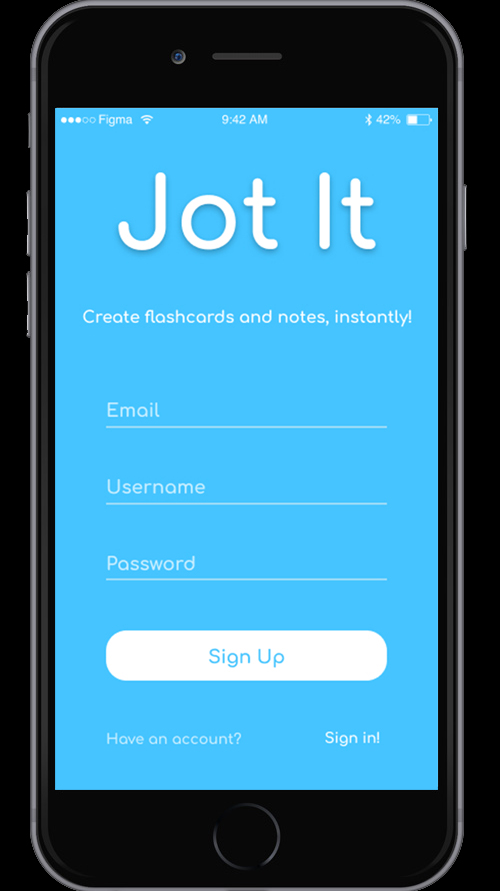 Figma 9:42 AM 42%
Jot It
Create flashcards and notes, instantly!
Email
Username
Password
Sign Up
Have an account? Sign in!